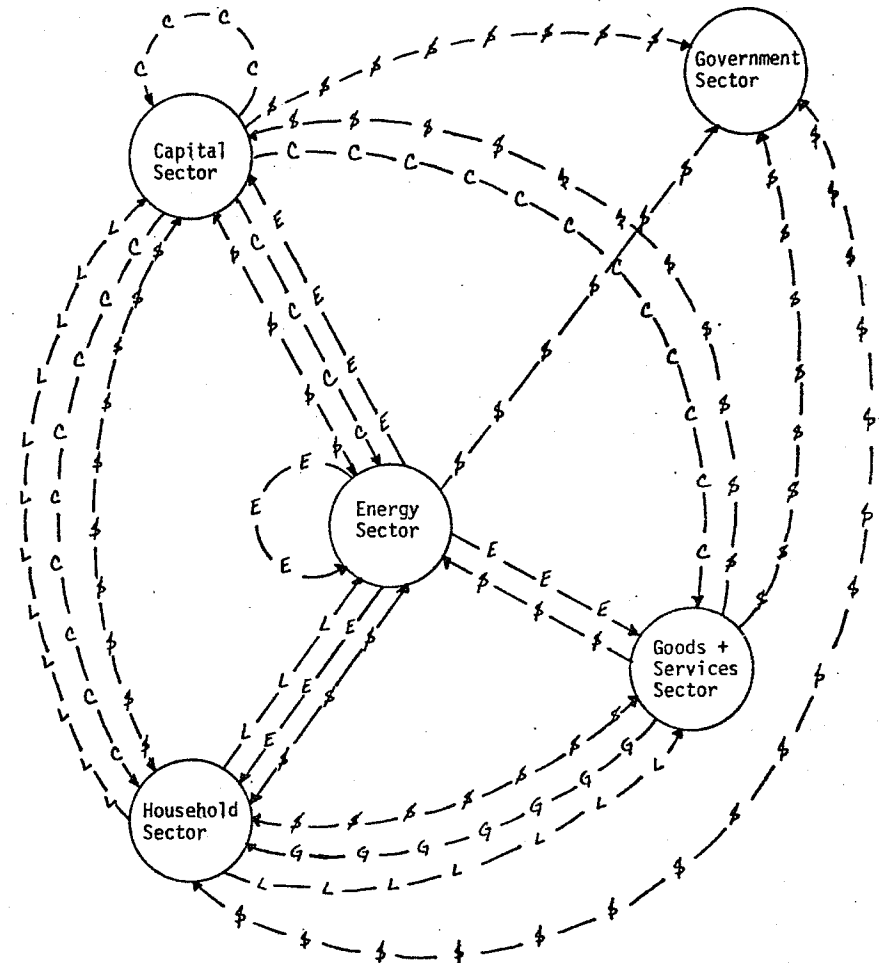 C C C C
$ $ $ $ $ $ $ $
Government
Sector
Capital
Sector
$ $ $ $ $ $ $ $ $ $ $
C C C C C C C C C C C C
$ $ $ $ $ $
$ $ $ $ $ $ $ $
$ $ $ $ $ $ $ $ $ $ $ $ $ $ $ $ $
L L L L L L L L L L L L
C C C C C C C C C
$ $ $ $ $ $ $ $ $ $
$ $ $ $
C C C C
E E E E
E E E
Energy
Sector
E E E
$ $ $
Goods +
Services
Sector
L L L
E E E
$ $ $
Household
Sector
$ $ $ $ $ $ $
G G G G G G G
L L L L L L L